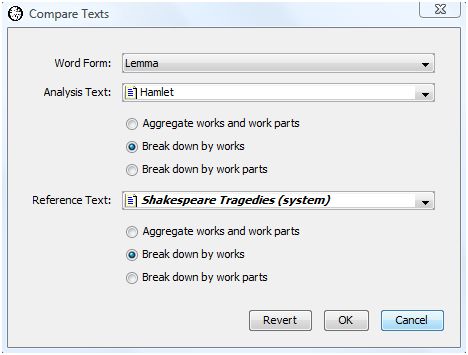 Compare Texts
Word Form: Lemma
Analysis Text: Hamlet
Aggregate works and work parts
Break down by works
Break down by work parts
Reference Text: Shakespeare Tragedies (system)
Aggregate works and work parts
Break down by works
Break down by work parts
Revert OK Cancel